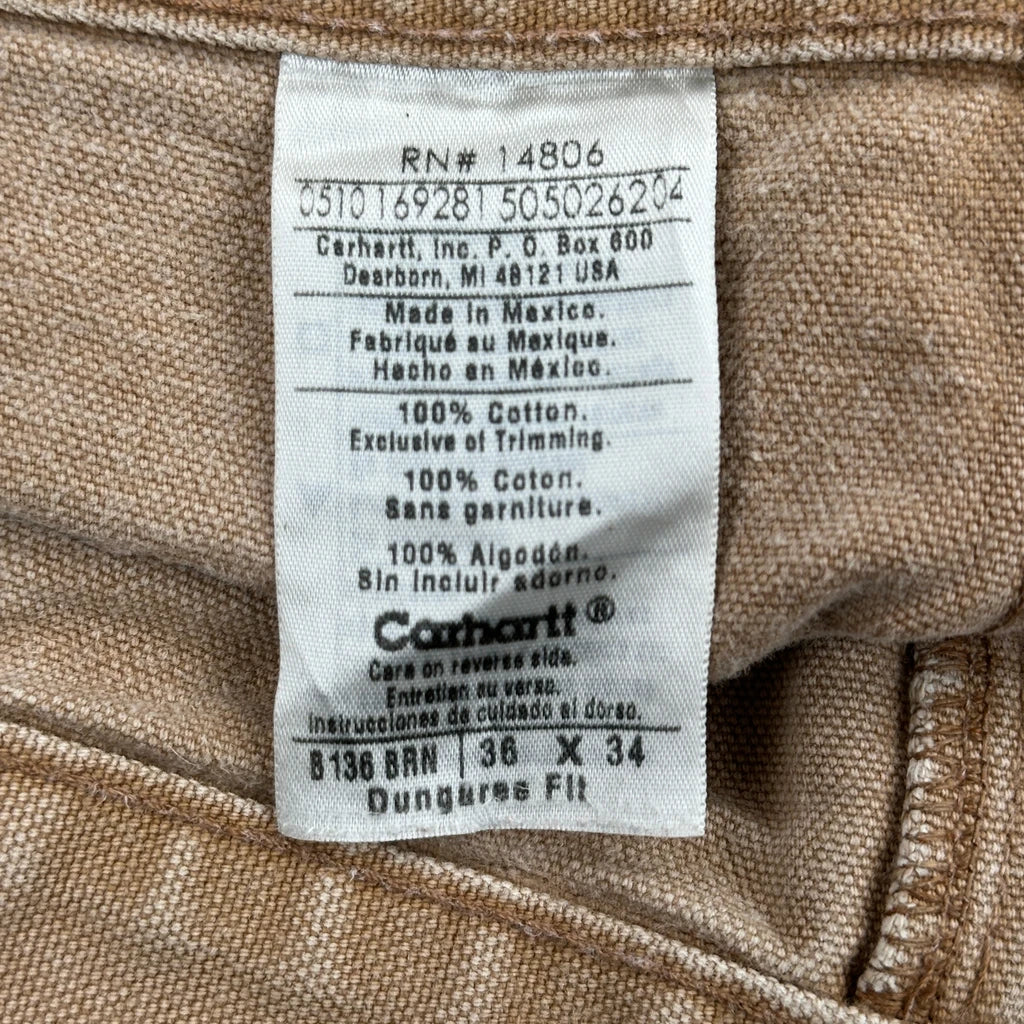 RN# 14806
0510169281 505026204
Carhartt, Inc. P. O. Box 600
Dearborn, MI 48121 USA
Made in Mexico.
Fabriqué au Mexique.
Hecho en México.
100% Cotton.
Exclusive of Trimming.
100% Coton.
Sans garniture.
100% Algodón.
Sin incluir adorno.
Carhartt ®
Care on reverse side.
Entretien au verso.
Instrucciones de cuidado al dorso.
B136 BRN | 36 X 34
Dungaree Fit